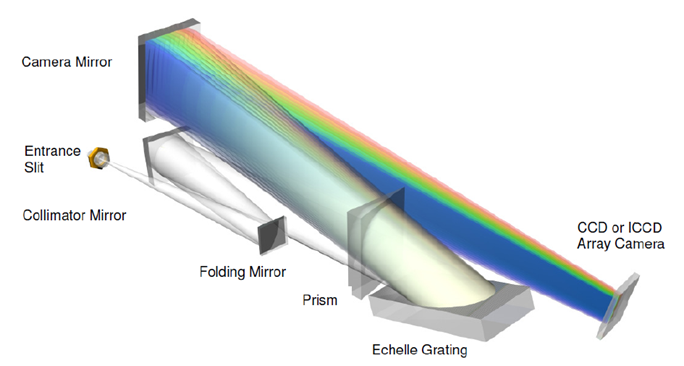 Camera Mirror
Entrance
Slit
Collimator Mirror
CCD or ICCD
Array Camera
Folding Mirror
Prism
Echelle Grating